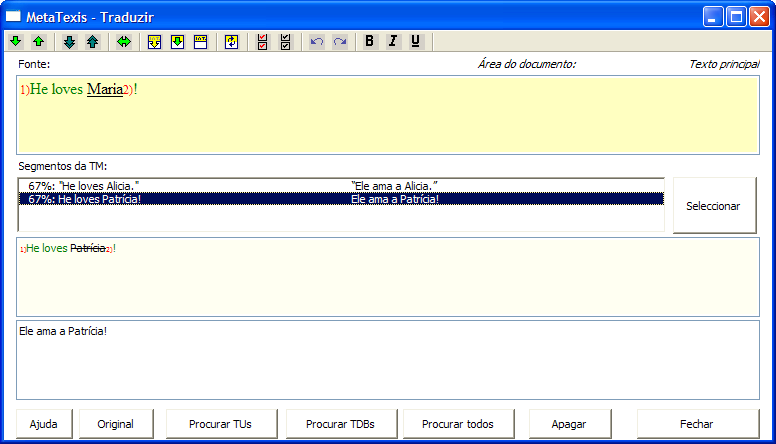 MetaTexis - Traduzir
B I U
Fonte: Área do documento: Texto principal
1)He loves Maria2)!
Segmentos da TM:
67%: "He loves Alicia." "Ele ama a Alicia."
67%: He loves Patrícia! Ele ama a Patrícia!
Seleccionar
1)He loves Patrícia2)!
Ele ama a Patrícia!
Ajuda Original Procurar TUs Procurar TDBs Procurar todos Apagar Fechar